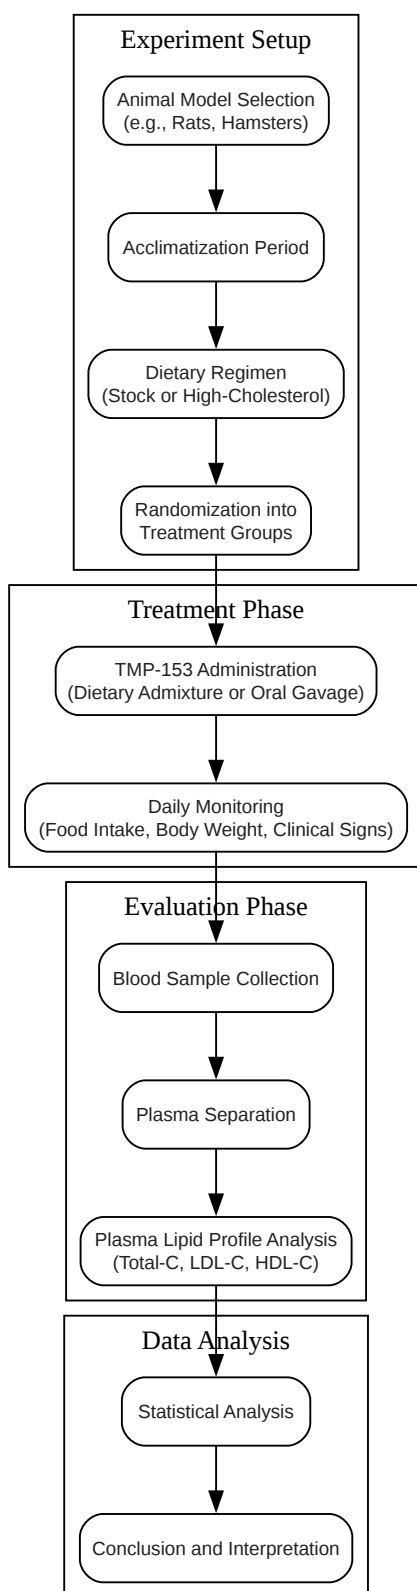 Experiment Setup
Animal Model Selection
(e.g., Rats, Hamsters)
Acclimatization Period
Dietary Regimen
(Stock or High-Cholesterol)
Randomization into
Treatment Groups
Treatment Phase
TMP-153 Administration
(Dietary Admixture or Oral Gavage)
Daily Monitoring
(Food Intake, Body Weight, Clinical Signs)
Evaluation Phase
Blood Sample Collection
Plasma Separation
Plasma Lipid Profile Analysis
(Total-C, LDL-C, HDL-C)
Data Analysis
Statistical Analysis
Conclusion and Interpretation